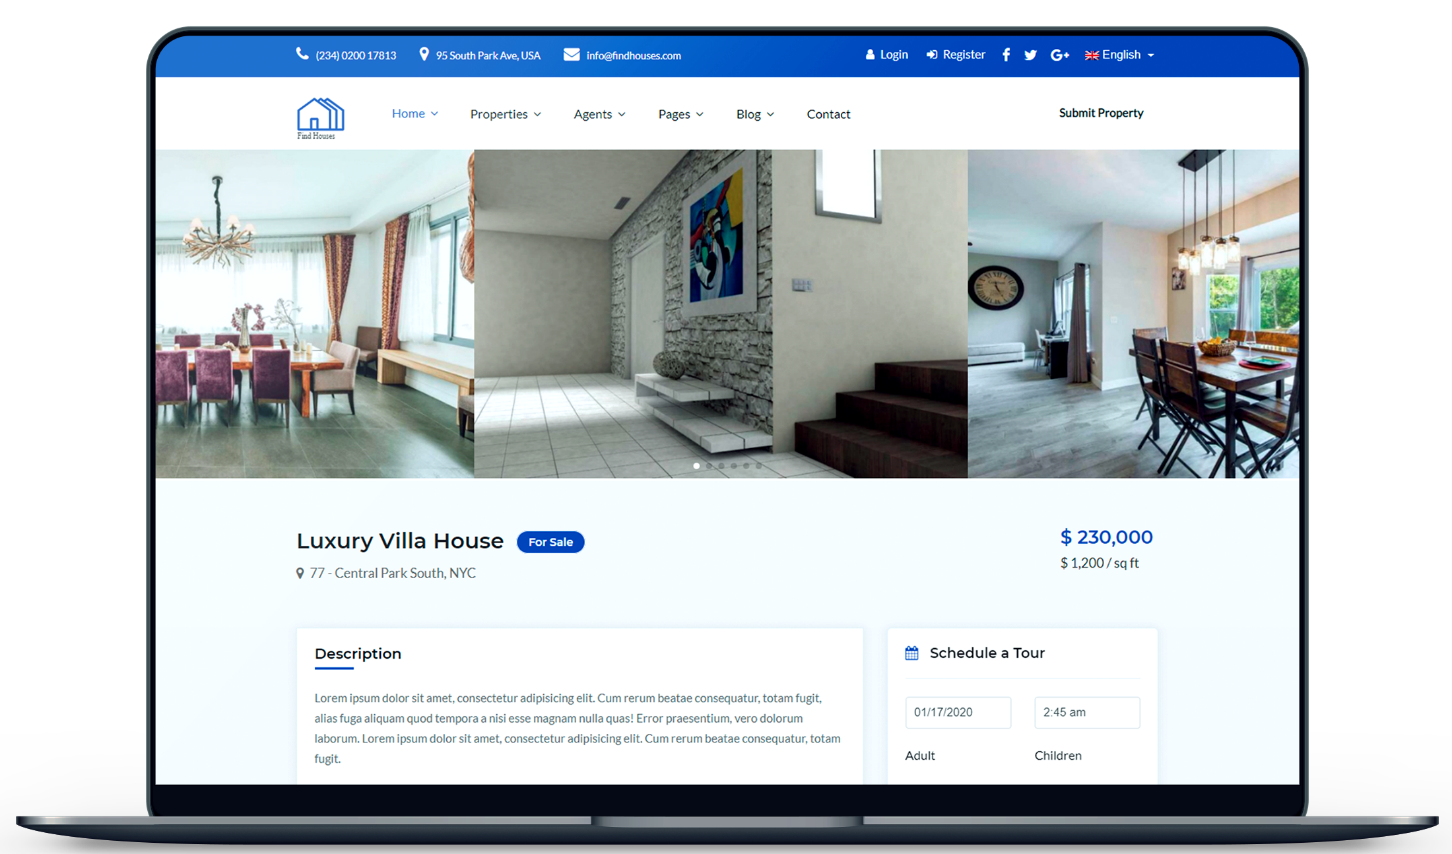 (234) 0200 17813 95 South Park Ave, USA info@findhouses.com Login Register English
Find Houses
Home Properties Agents Pages Blog Contact Submit Property
Luxury Villa House For Sale
$ 230,000
77 - Central Park South, NYC
$ 1,200 / sq ft
Description
Lorem ipsum dolor sit amet, consectetur adipisicing elit. Cum rerum beatae consequatur, totam fugit,
alias fuga aliquam quod tempora a nisi esse magnam nulla quas! Error praesentium, vero dolorum
laborum. Lorem ipsum dolor sit amet, consectetur adipisicing elit. Cum rerum beatae consequatur, totam
fugit.
Schedule a Tour
01/17/2020 2:45 am
Adult Children